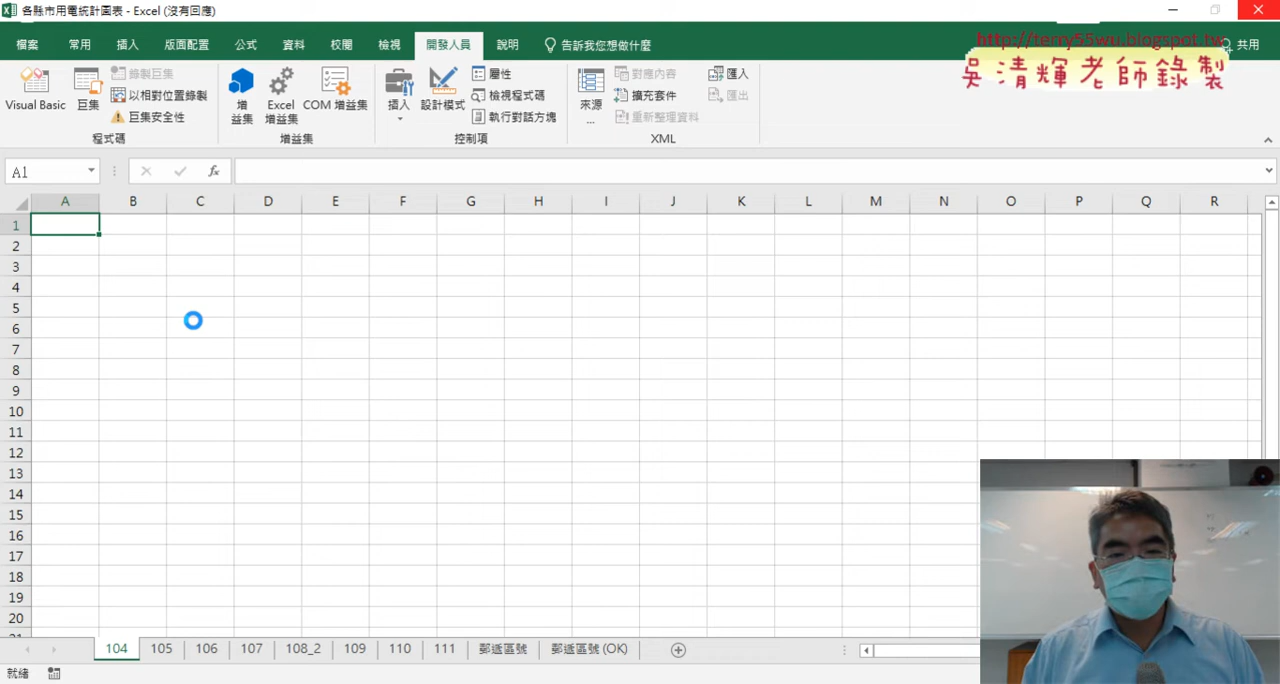 各縣市用電統計圖表 - Excel (沒有回應)
檔案 常用 插入 版面配置 公式 資料 校閱 檢視 開發人員 說明 告訴我您想做什麼 共用
http://terry55wu.blogspot.tw
吳清輝老師錄製
Visual Basic 巨集 錄製巨集 以相對位置錄製 巨集安全性 程式碼
增益集 Excel 增益集 COM 增益集 增益集
插入 設計模式 屬性 檢視程式碼 執行對話方塊 控制項
來源... 對應內容 擴充套件 重新整理資料 匯入 匯出 XML
A1 fx
A B C D E F G H I J K L M N O P Q R
1
2
3
4
5
6
7
8
9
10
11
12
13
14
15
16
17
18
19
20
21
104 105 106 107 108_2 109 110 111 郵遞區號 郵遞區號 (OK)
就緒